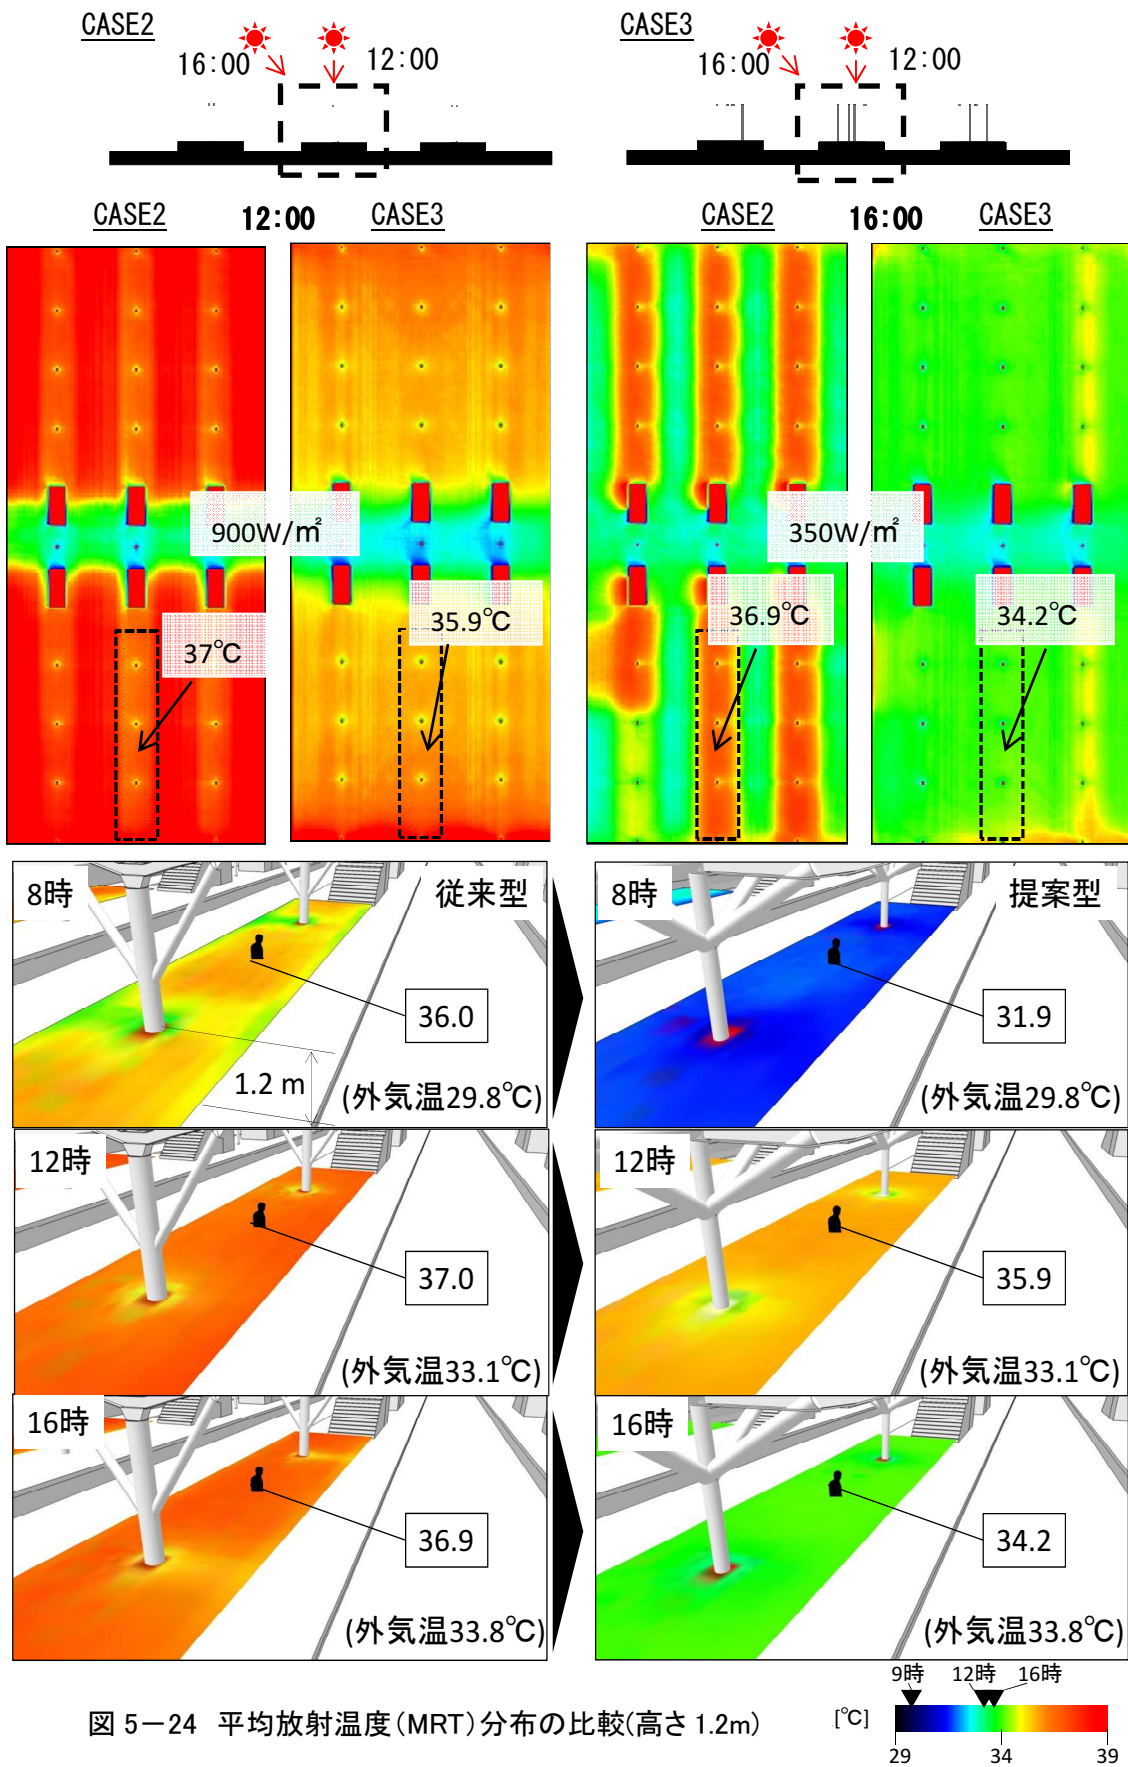 CASE2
16:00
12:00
CASE3
16:00
12:00
CASE2
12:00
CASE3
CASE2
16:00
CASE3
900W/㎡
350W/㎡
37℃
35.9℃
36.9℃
34.2℃
8時
従来型
36.0
1.2 m
(外気温29.8℃)
8時
提案型
31.9
(外気温29.8℃)
12時
37.0
(外気温33.1℃)
12時
35.9
(外気温33.1℃)
16時
36.9
(外気温33.8℃)
16時
34.2
(外気温33.8℃)
図 5－24 平均放射温度(MRT)分布の比較(高さ 1.2m)
[℃]
9時
12時
16時
29
34
39